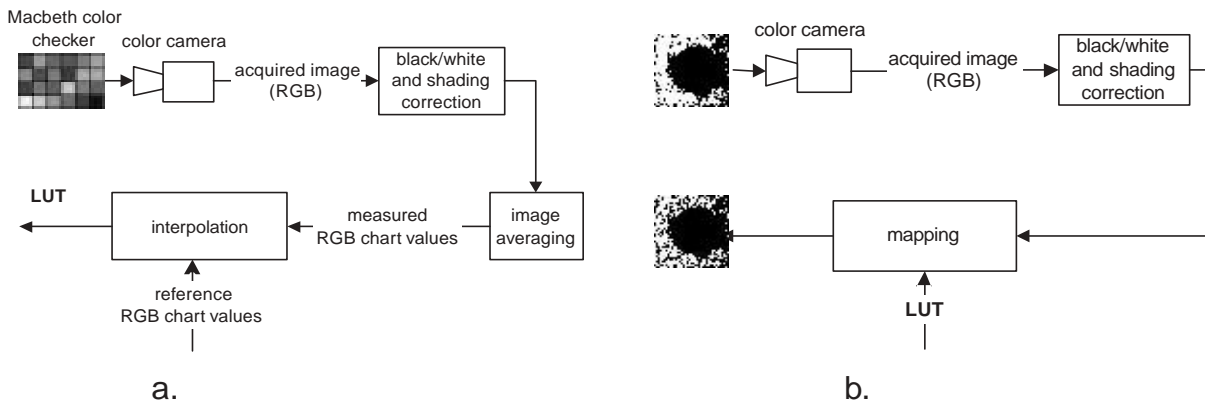 Macbeth color
checker
color camera
acquired image
(RGB)
black/white
and shading
correction
LUT
interpolation
measured
RGB chart values
image
averaging
reference
RGB chart values
a.
color camera
acquired image
(RGB)
black/white
and shading
correction
mapping
LUT
b.